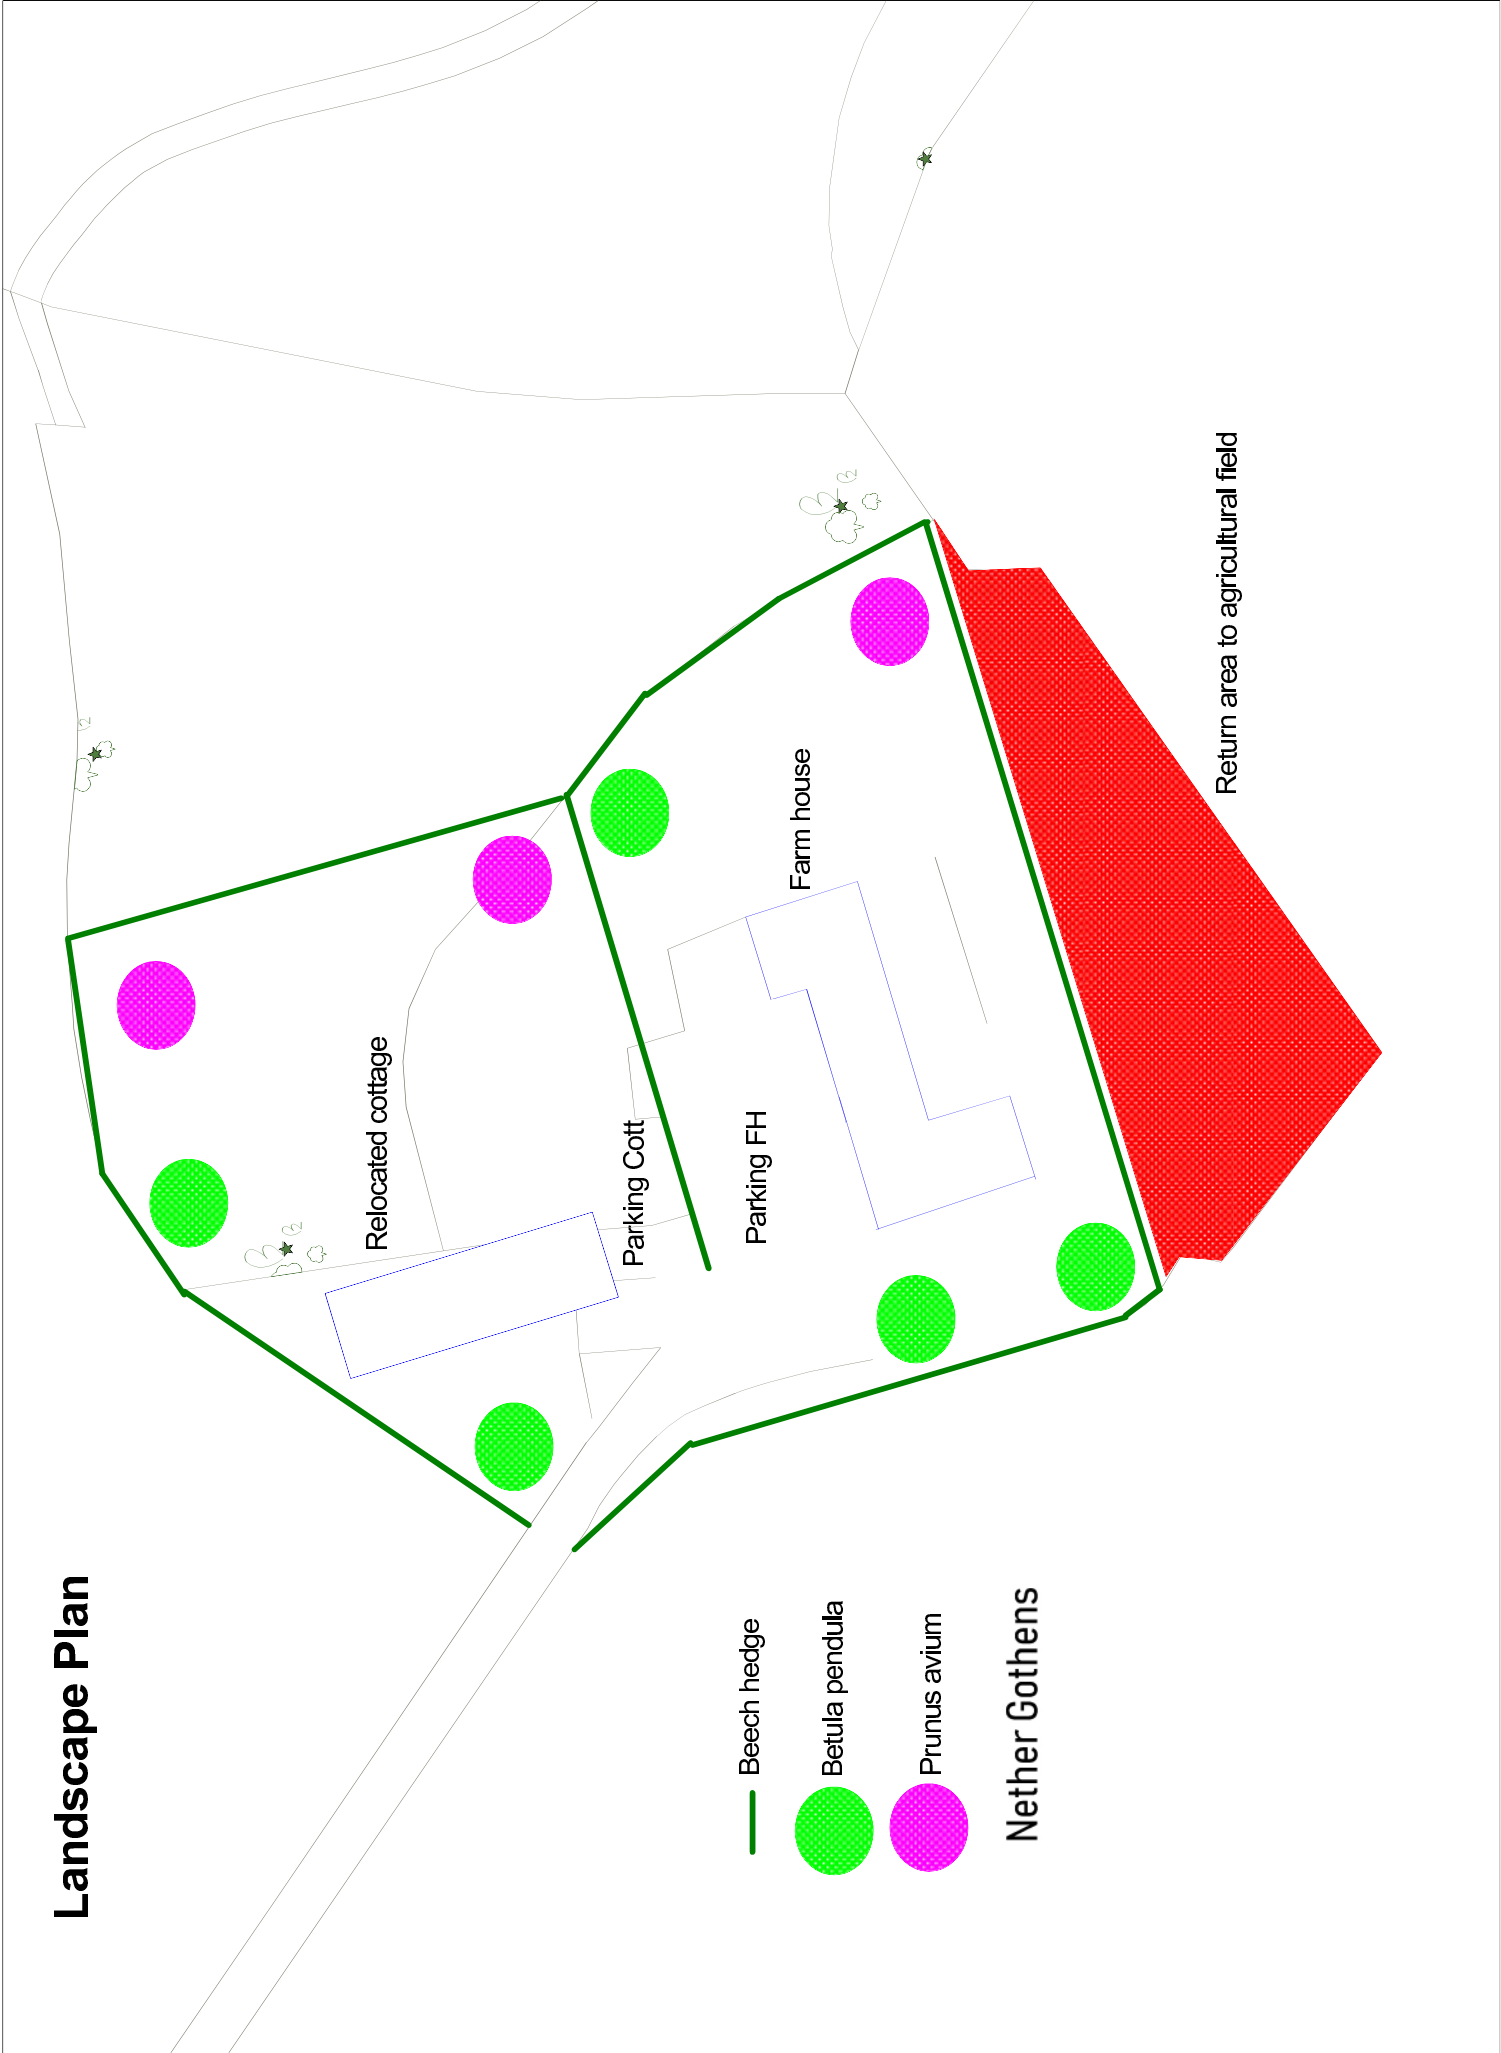 Landscape Plan
Relocated cottage
Parking Cott
Parking FH
Farm house
Return area to agricultural field
Beech hedge
Betula pendula
Prunus avium
Nether Gothens